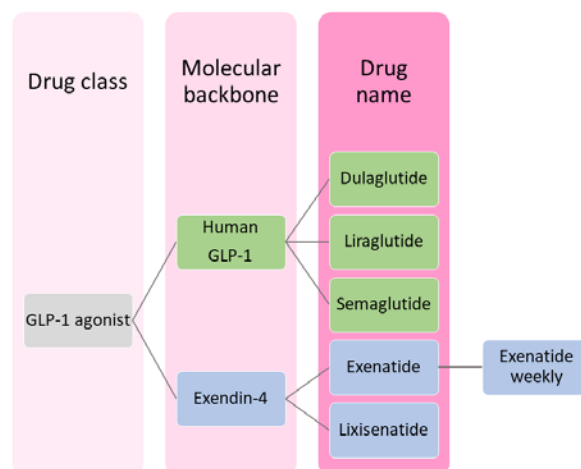 Drug class
Molecular
backbone
Drug
name
GLP-1 agonist
Human
GLP-1
Exendin-4
Dulaglutide
Liraglutide
Semaglutide
Exenatide
Lixisenatide
Exenatide
weekly